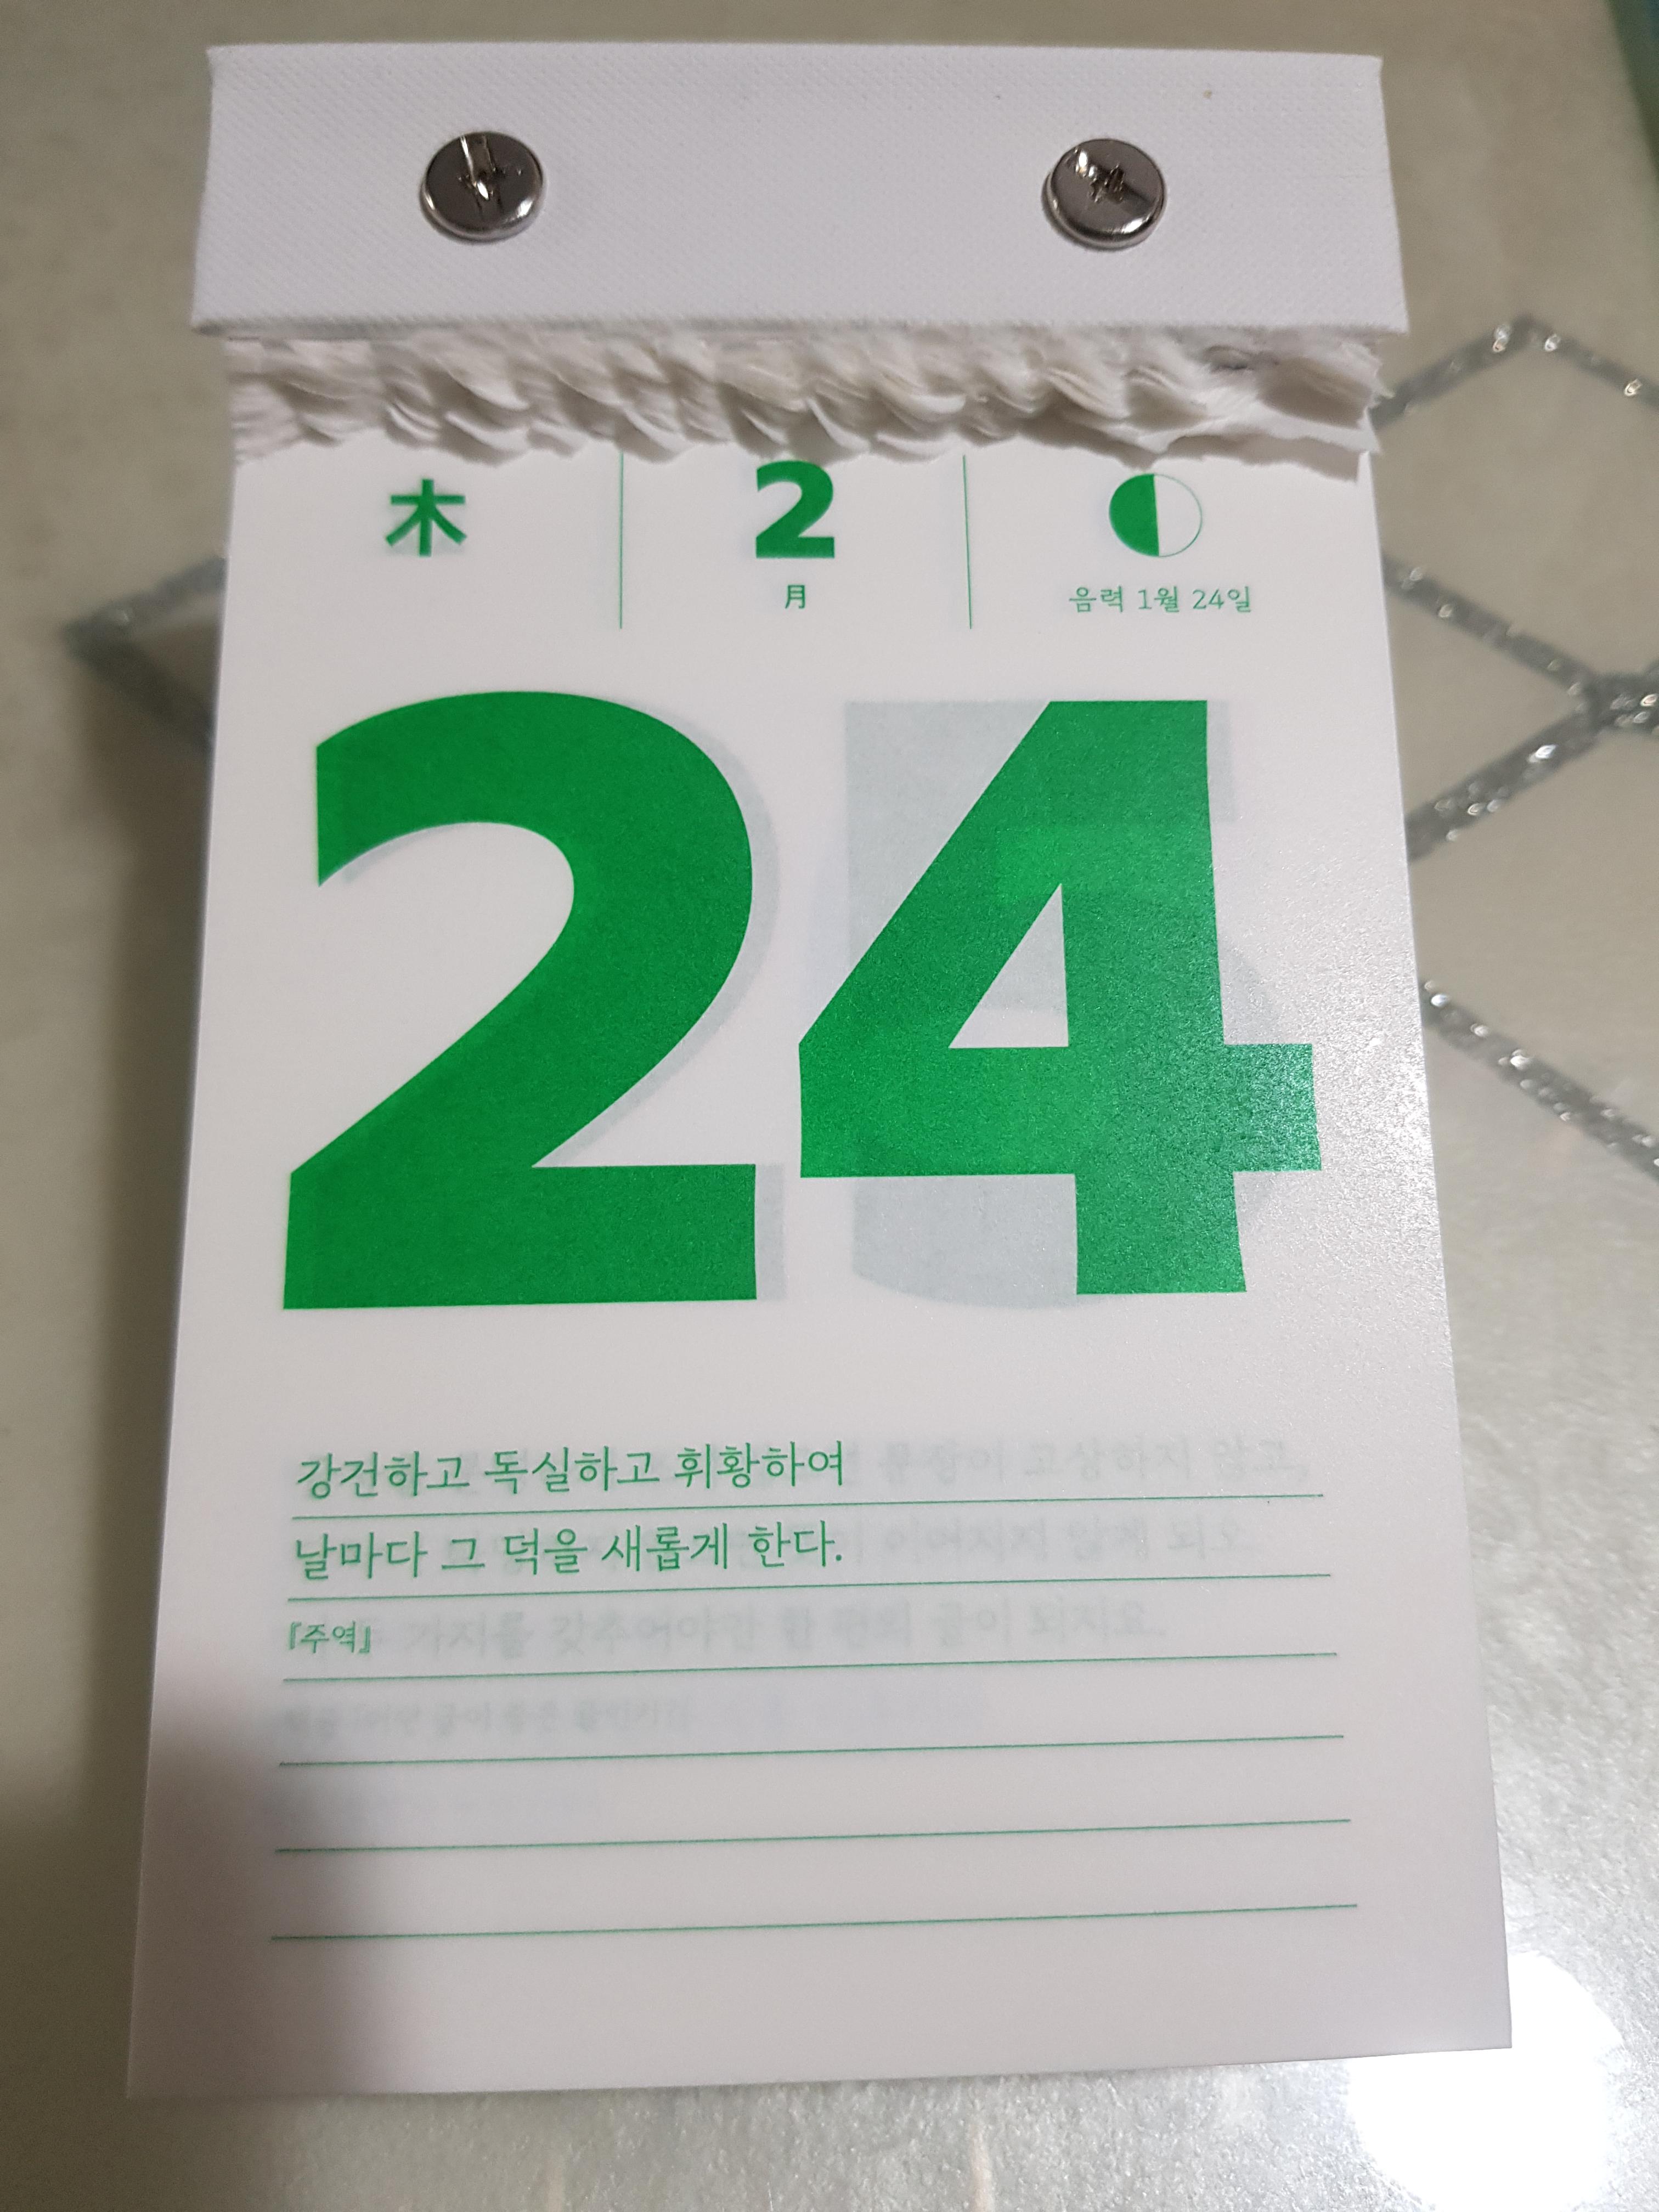 木
2
月
음력 1월 24일
24
강건하고 독실하고 휘황하여
날마다 그 덕을 새롭게 한다.
『주역』